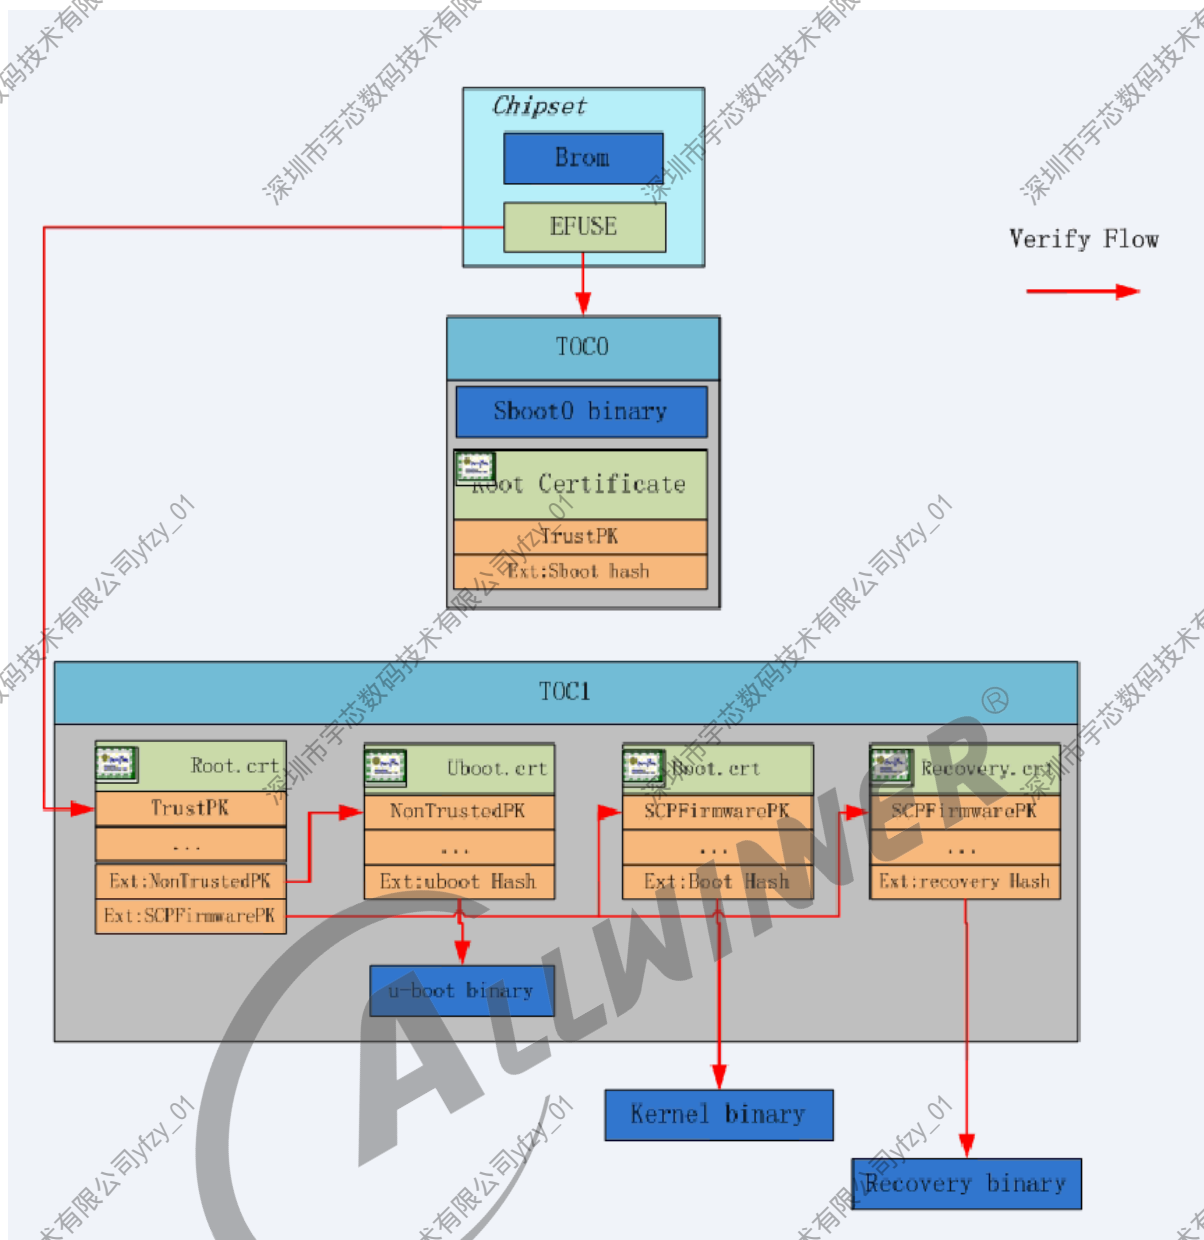 Chipset
Brom
EFUSE
Verify Flow
TOC0
Sboot0 binary
Root Certificate
TrustPK
Ext:Sboot hash
TOC1
Root.crt
TrustPK
...
Ext:NonTrustedPK
Ext:SCPFirmwarePK
Uboot.crt
NonTrustedPK
...
Ext:uboot Hash
u-boot binary
Boot.crt
SCPFirmwarePK
...
Ext:Boot Hash
Recovery.crt
SCPFirmwarePK
...
Ext:recovery Hash
Kernel binary
Recovery binary
ALLWINNER®
深圳市宇芯数码技术有限公司yfzy_01